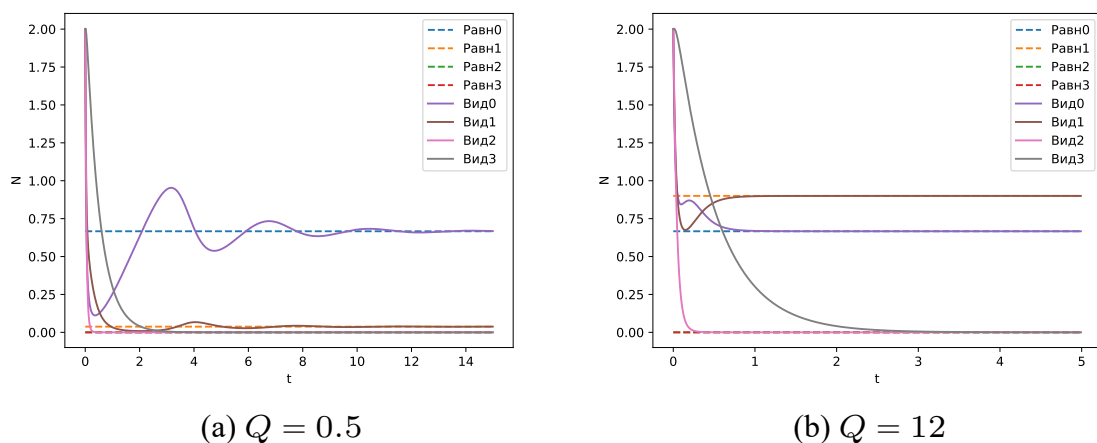 2.00
1.75
1.50
1.25
1.00
0.75
0.50
0.25
0.00
N
0
2
4
6
8
10
12
14
t
Равн0
Равн1
Равн2
Равн3
Вид0
Вид1
Вид2
Вид3
(a) Q = 0.5
2.00
1.75
1.50
1.25
1.00
0.75
0.50
0.25
0.00
N
0
1
2
3
4
5
t
Равн0
Равн1
Равн2
Равн3
Вид0
Вид1
Вид2
Вид3
(b) Q = 12